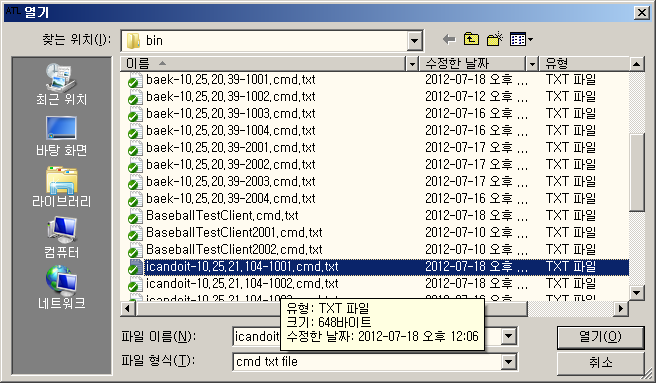 열기
찾는 위치(I):
bin
이름
수정한 날짜
유형
baek-10,25,20,39-1001,cmd,txt 2012-07-18 오후 ... TXT 파일
baek-10,25,20,39-1002,cmd,txt 2012-07-12 오후 ... TXT 파일
baek-10,25,20,39-1003,cmd,txt 2012-07-16 오후 ... TXT 파일
baek-10,25,20,39-1004,cmd,txt 2012-07-16 오후 ... TXT 파일
baek-10,25,20,39-2001,cmd,txt 2012-07-17 오후 ... TXT 파일
baek-10,25,20,39-2002,cmd,txt 2012-07-17 오후 ... TXT 파일
baek-10,25,20,39-2003,cmd,txt 2012-07-16 오후 ... TXT 파일
baek-10,25,20,39-2004,cmd,txt 2012-07-16 오후 ... TXT 파일
BaseballTestClient,cmd,txt 2012-07-18 오후 ... TXT 파일
BaseballTestClient2001,cmd,txt 2012-07-10 오후 ... TXT 파일
BaseballTestClient2002,cmd,txt 2012-07-10 오후 ... TXT 파일
icandoit-10,25,21,104-1001,cmd,txt 2012-07-18 오후 ... TXT 파일
icandoit-10,25,21,104-1002,cmd,txt 2012-07-18 오후 ... TXT 파일
최근 위치
바탕 화면
라이브러리
컴퓨터
네트워크
유형: TXT 파일
크기: 648바이트
수정한 날짜: 2012-07-18 오후 12:06
파일 이름(N):
icandoit
열기(O)
파일 형식(T):
cmd txt file
취소